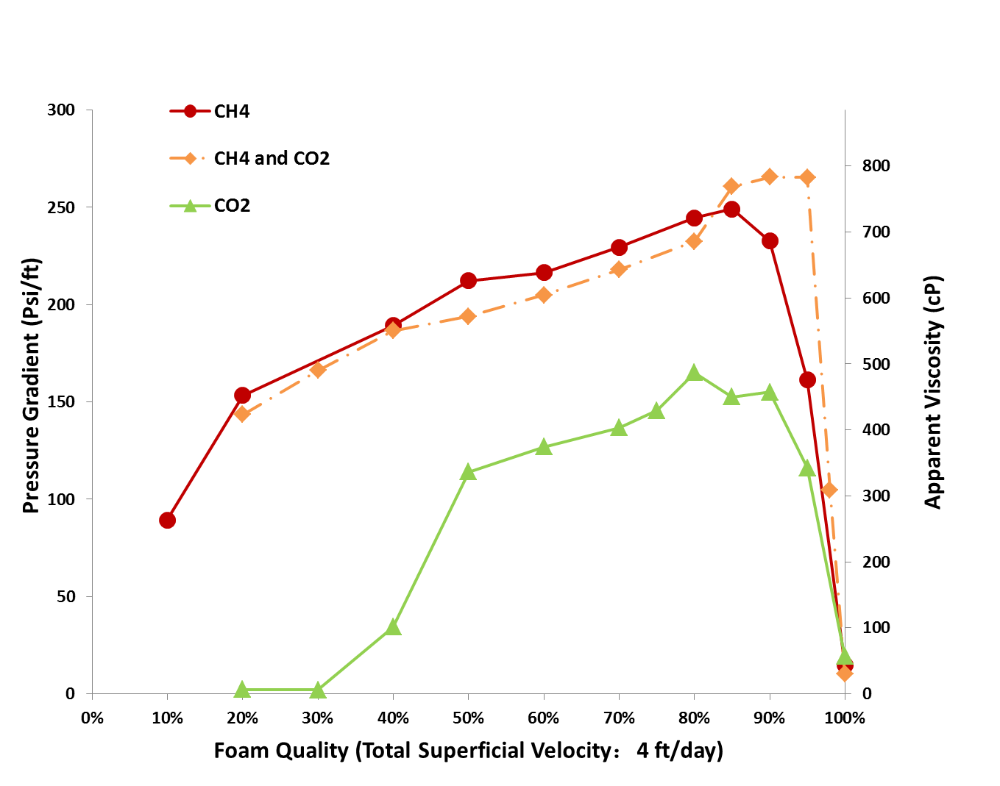 CH4
CH4 and CO2
CO2
Pressure Gradient (Psi/ft)
300
250
200
150
100
50
0
800
700
600
500
400
300
200
100
0
Apparent Viscosity (cP)
0% 10% 20% 30% 40% 50% 60% 70% 80% 90% 100%
Foam Quality (Total Superficial Velocity： 4 ft/day)